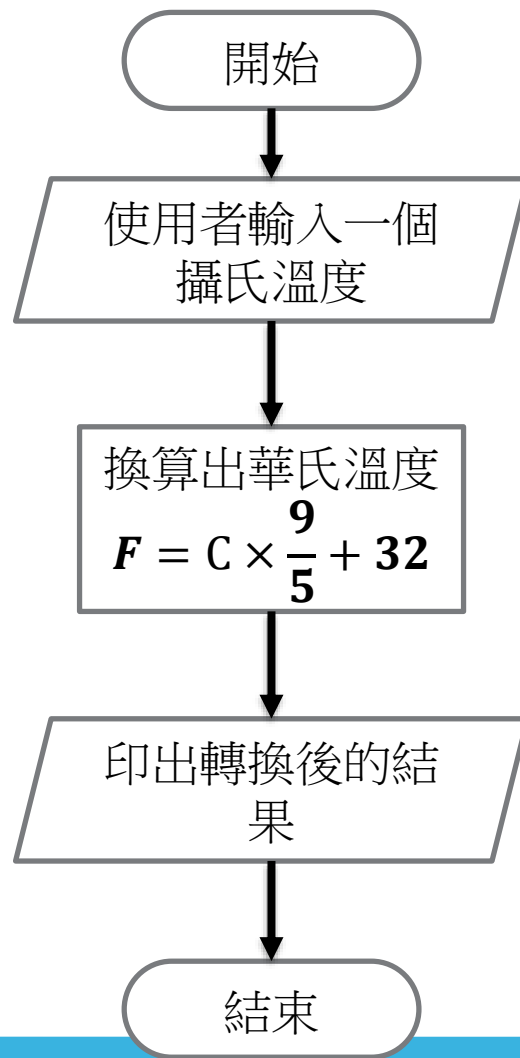 開始
使用者輸入一個
攝氏溫度
換算出華氏溫度
F = C × 9/5 + 32
印出轉換後的結
果
結束